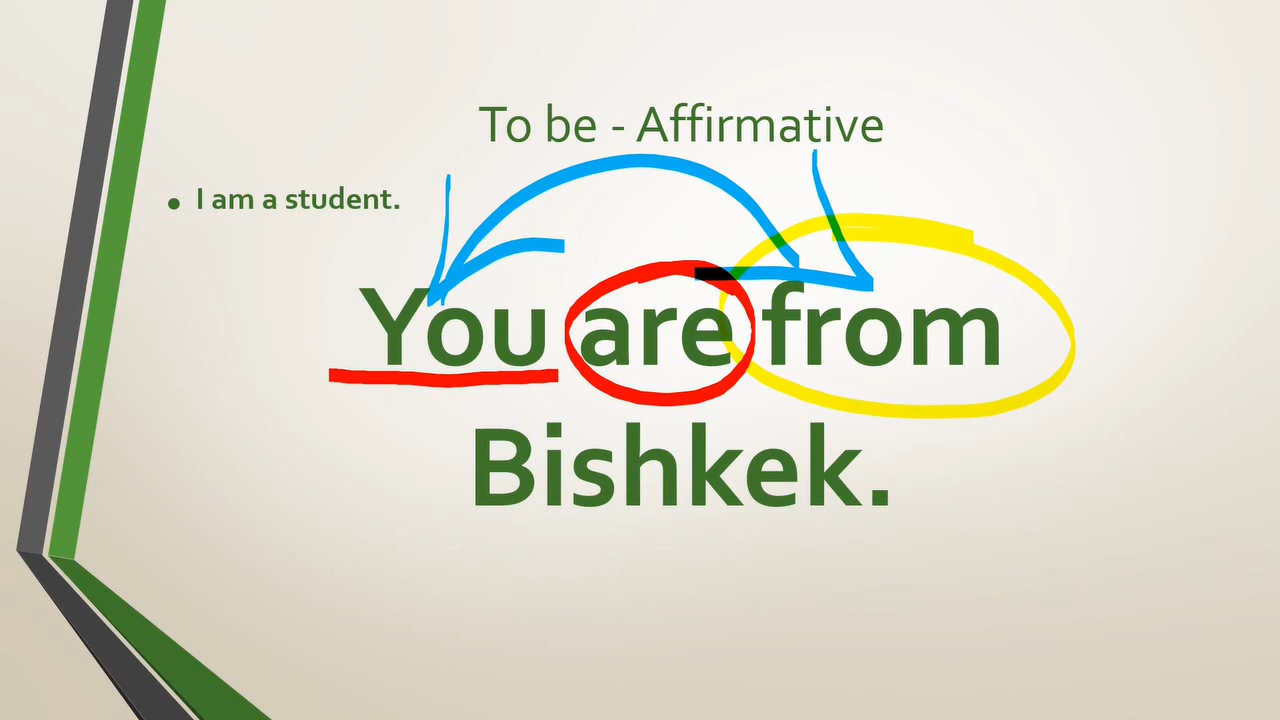 To be - Affirmative
• I am a student.
You are from
Bishkek.